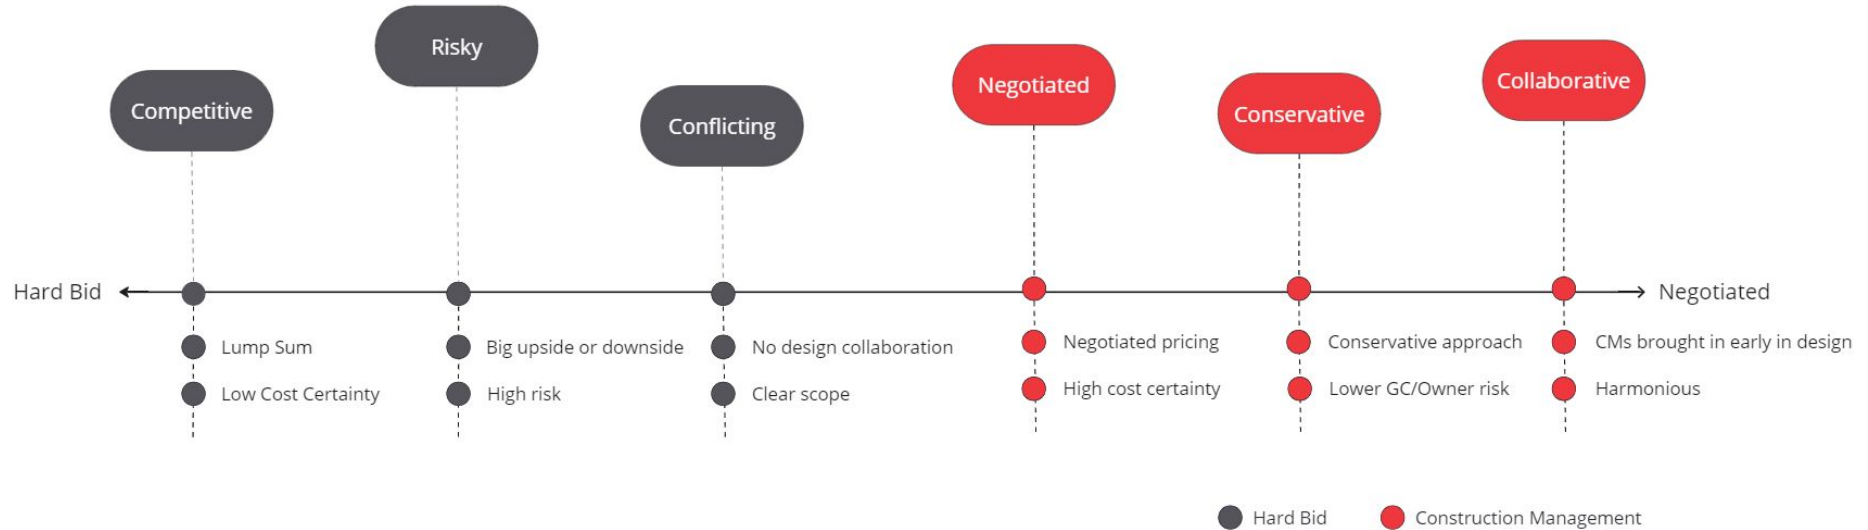 Risky
Competitive
Conflicting
Negotiated
Conservative
Collaborative
Hard Bid
Negotiated
Lump Sum
Low Cost Certainty
Big upside or downside
High risk
No design collaboration
Clear scope
Negotiated pricing
High cost certainty
Conservative approach
Lower GC/Owner risk
CMs brought in early in design
Harmonious
Hard Bid
Construction Management